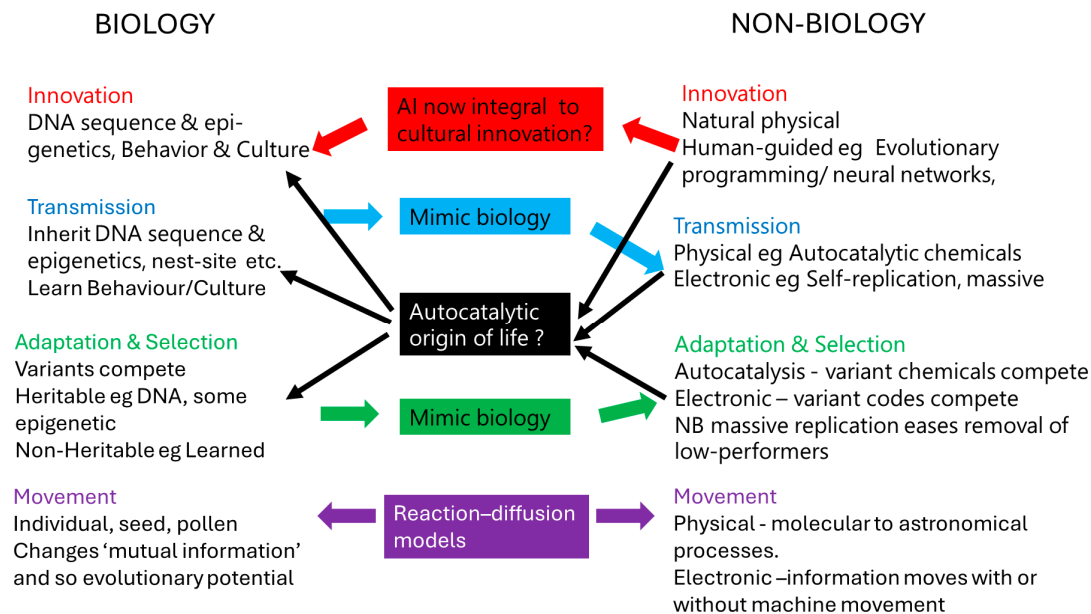 BIOLOGY
NON-BIOLOGY
Innovation
DNA sequence & epi-
genetics, Behavior & Culture
AI now integral to
cultural innovation?
Innovation
Natural physical
Human-guided eg Evolutionary
programming/ neural networks,
Transmission
Inherit DNA sequence &
epigenetics, nest-site etc.
Learn Behaviour/Culture
Mimic biology
Transmission
Physical eg Autocatalytic chemicals
Electronic eg Self-replication, massive
Autocatalytic
origin of life ?
Adaptation & Selection
Variants compete
Heritable eg DNA, some
epigenetic
Non-Heritable eg Learned
Mimic biology
Adaptation & Selection
Autocatalysis - variant chemicals compete
Electronic – variant codes compete
NB massive replication eases removal of
low-performers
Movement
Individual, seed, pollen
Changes ‘mutual information’
and so evolutionary potential
Reaction–diffusion
models
Movement
Physical - molecular to astronomical
processes.
Electronic –information moves with or
without machine movement